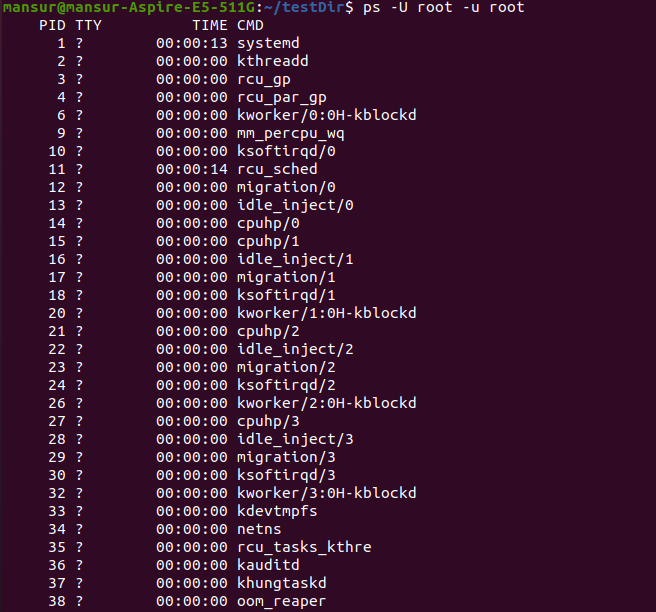 mansur@mansur-Aspire-E5-511G:~/testDir$ ps -U root -u root
PID TTY TIME CMD
1 ? 00:00:13 systemd
2 ? 00:00:00 kthreadd
3 ? 00:00:00 rcu_gp
4 ? 00:00:00 rcu_par_gp
6 ? 00:00:00 kworker/0:0H-kblockd
9 ? 00:00:00 mm_percpu_wq
10 ? 00:00:00 ksoftirqd/0
11 ? 00:00:14 rcu_sched
12 ? 00:00:00 migration/0
13 ? 00:00:00 idle_inject/0
14 ? 00:00:00 cpuhp/0
15 ? 00:00:00 cpuhp/1
16 ? 00:00:00 idle_inject/1
17 ? 00:00:00 migration/1
18 ? 00:00:00 ksoftirqd/1
20 ? 00:00:00 kworker/1:0H-kblockd
21 ? 00:00:00 cpuhp/2
22 ? 00:00:00 idle_inject/2
23 ? 00:00:00 migration/2
24 ? 00:00:00 ksoftirqd/2
26 ? 00:00:00 kworker/2:0H-kblockd
27 ? 00:00:00 cpuhp/3
28 ? 00:00:00 idle_inject/3
29 ? 00:00:00 migration/3
30 ? 00:00:00 ksoftirqd/3
32 ? 00:00:00 kworker/3:0H-kblockd
33 ? 00:00:00 kdevtmpfs
34 ? 00:00:00 netns
35 ? 00:00:00 rcu_tasks_kthre
36 ? 00:00:00 kauditd
37 ? 00:00:00 khungtaskd
38 ? 00:00:00 oom_reaper